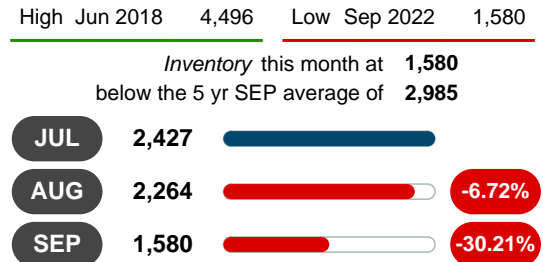 High Jun 2018 4,496 Low Sep 2022 1,580
Inventory this month at 1,580
below the 5 yr SEP average of 2,985
JUL 2,427
AUG 2,264 -6.72%
SEP 1,580 -30.21%